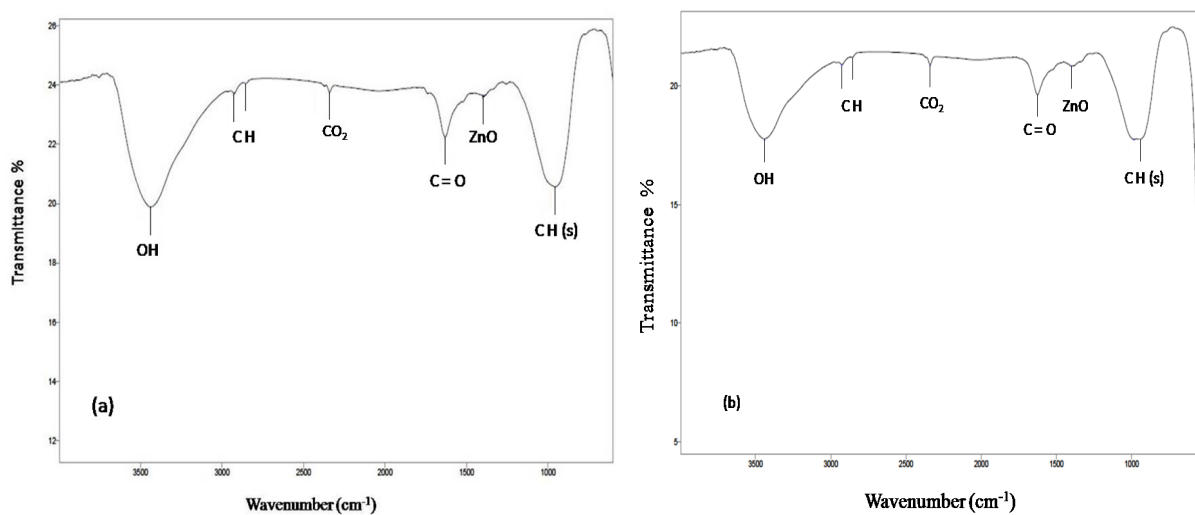 26
24
22
20
18
16
14
12
Transmittance %
OH
CH
CO₂
C=O
ZnO
CH (s)
(a)
3500 3000 2500 2000 1500 1000
Wavenumber (cm⁻¹)
20
15
10
5
Transmittance %
OH
CH
CO₂
C=O
ZnO
CH (s)
(b)
3500 3000 2500 2000 1500 1000
Wavenumber (cm⁻¹)